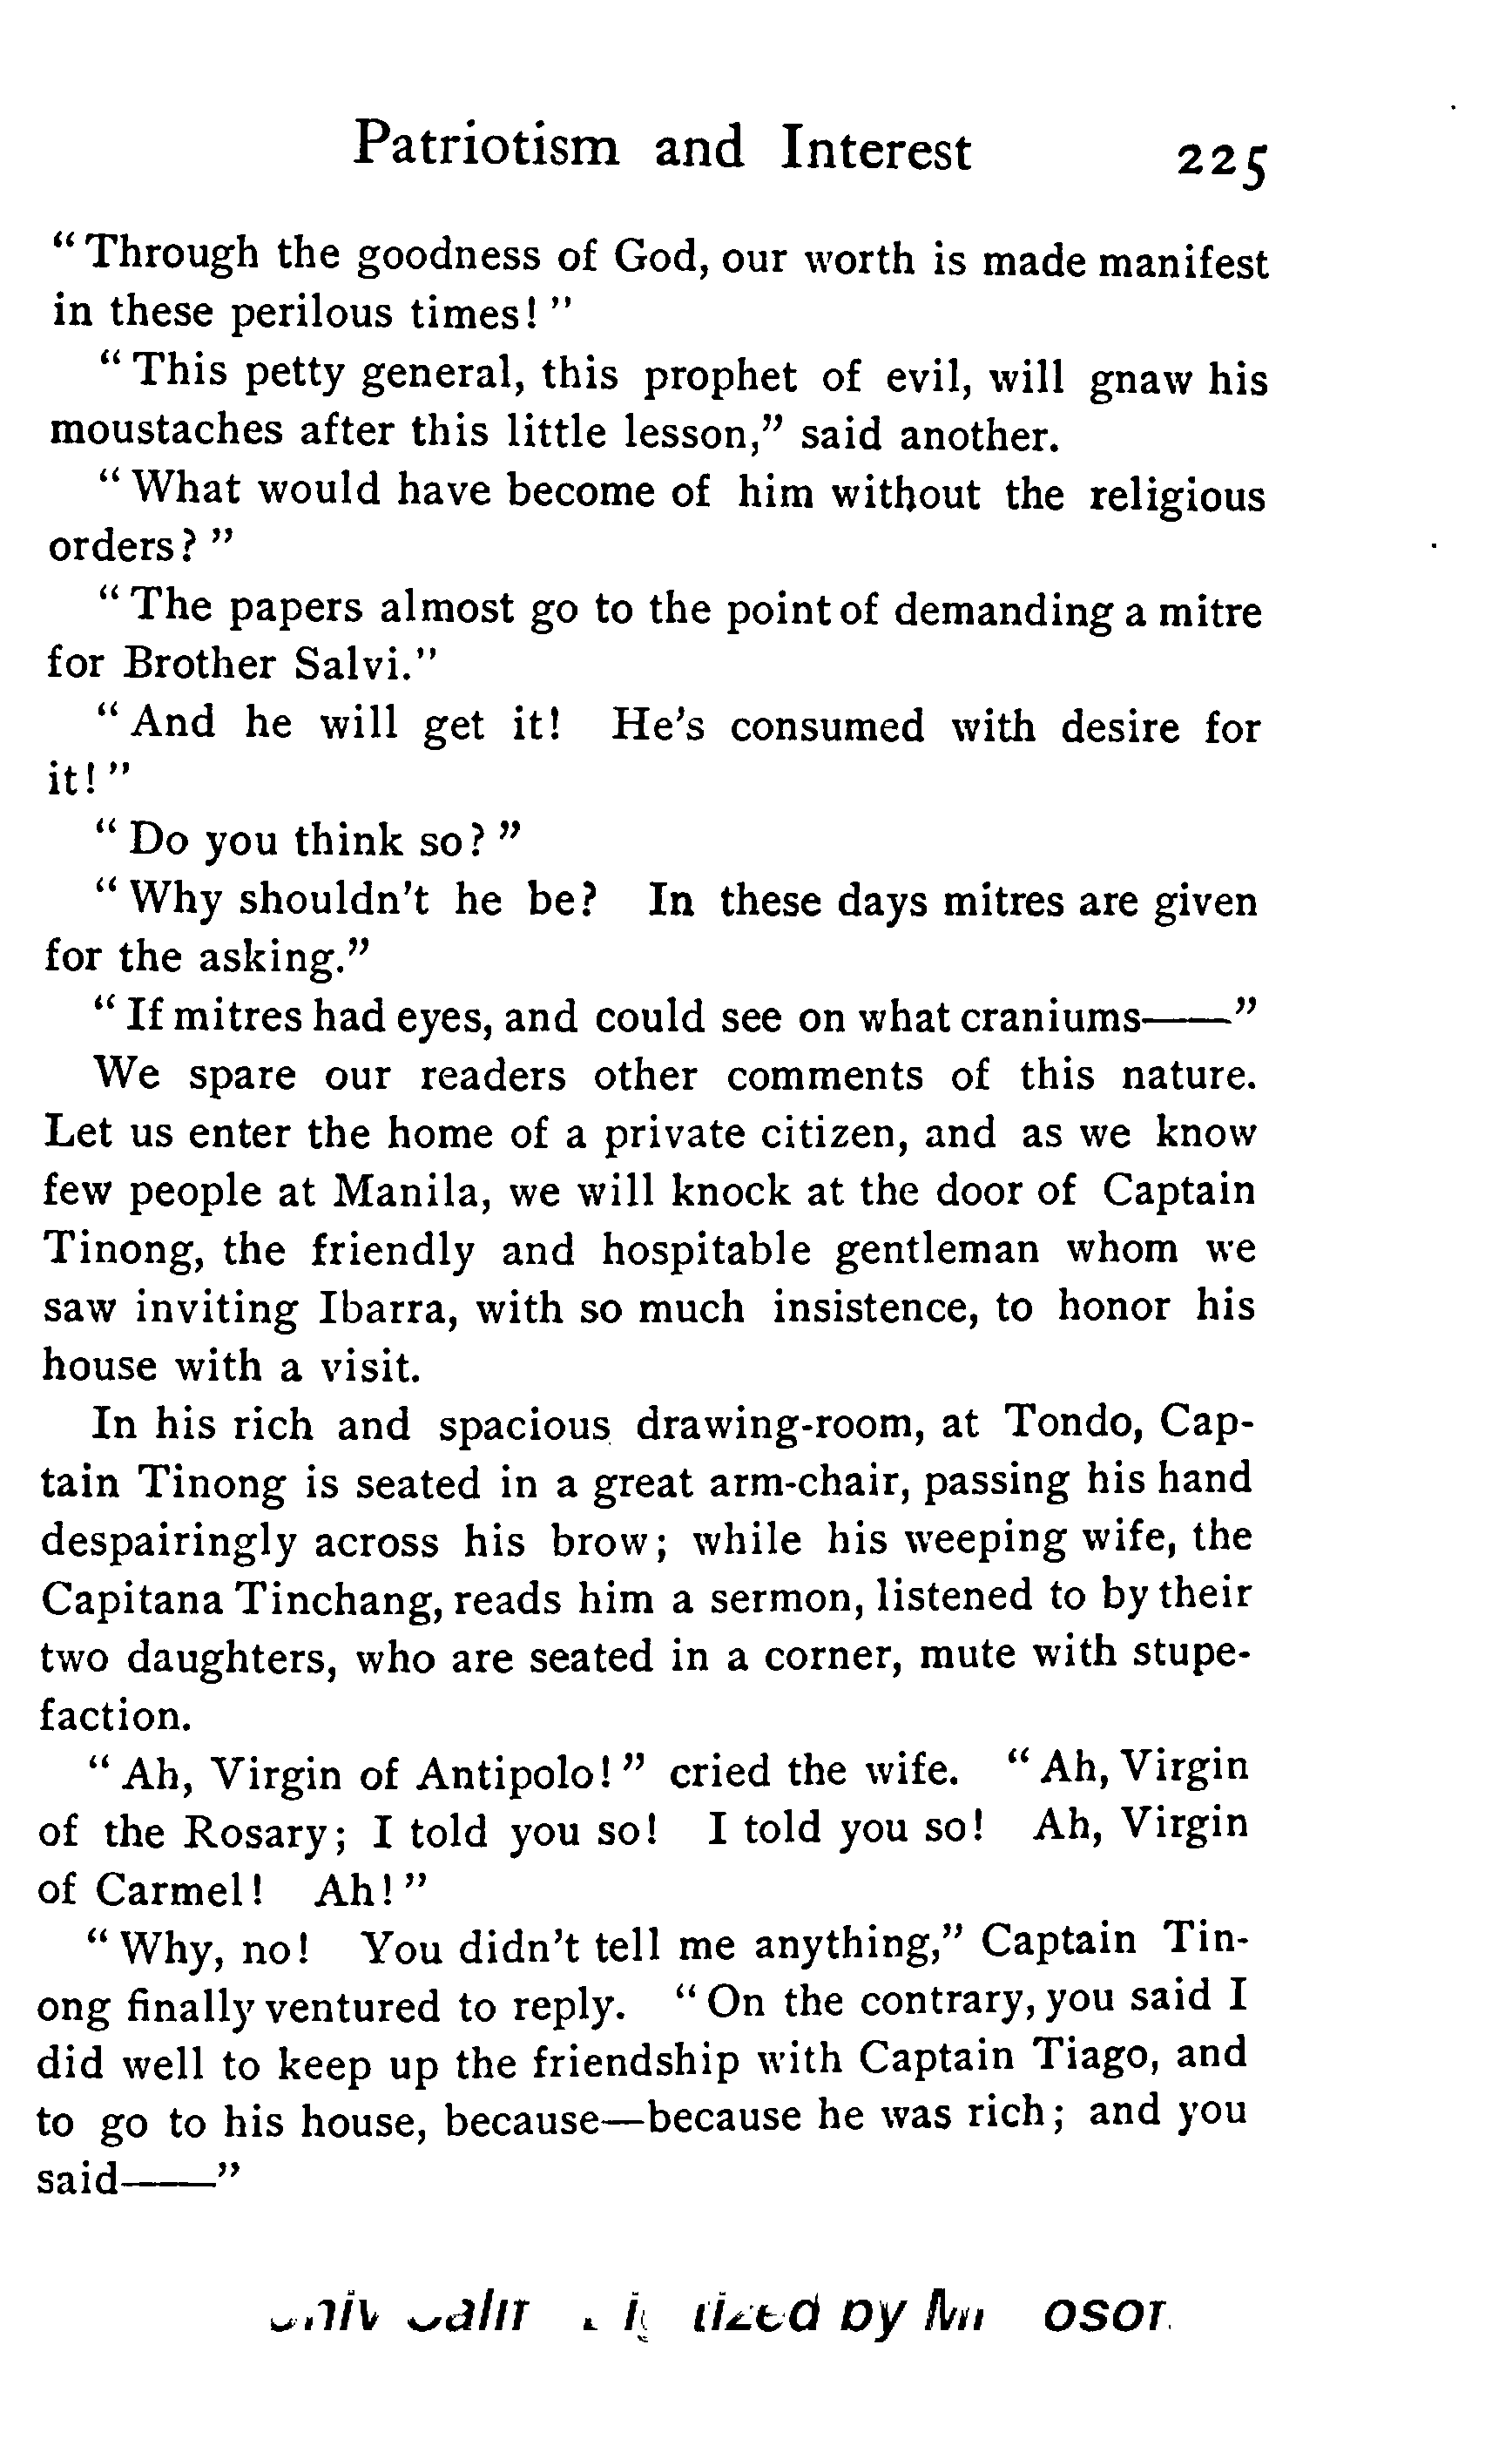 Patriotism and Interest 225
“Through the goodness of God, our worth is made manifest
in these perilous times!”
“This petty general, this prophet of evil, will gnaw his
moustaches after this little lesson,” said another.
“What would have become of him without the religious
orders?”
“The papers almost go to the point of demanding a mitre
for Brother Salvi.”
“And he will get it! He's consumed with desire for
it!”
“Do you think so?”
“Why shouldn't he be? In these days mitres are given
for the asking.”
“If mitres had eyes, and could see on what craniums——”
We spare our readers other comments of this nature.
Let us enter the home of a private citizen, and as we know
few people at Manila, we will knock at the door of Captain
Tinong, the friendly and hospitable gentleman whom we
saw inviting Ibarra, with so much insistence, to honor his
house with a visit.
In his rich and spacious drawing-room, at Tondo, Cap-
tain Tinong is seated in a great arm-chair, passing his hand
despairingly across his brow; while his weeping wife, the
Capitana Tinchang, reads him a sermon, listened to by their
two daughters, who are seated in a corner, mute with stupe-
faction.
“Ah, Virgin of Antipolo!” cried the wife. “Ah, Virgin
of the Rosary; I told you so! I told you so! Ah, Virgin
of Carmel! Ah!”
“Why, no! You didn't tell me anything,” Captain Tin-
ong finally ventured to reply. “On the contrary, you said I
did well to keep up the friendship with Captain Tiago, and
to go to his house, because—because he was rich; and you
said——”
by